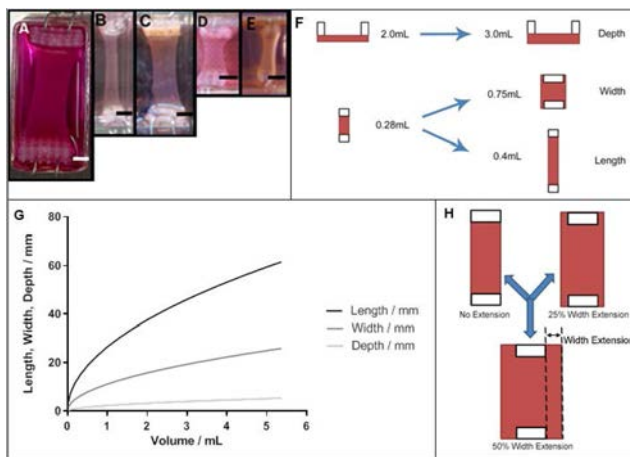 A
B
C
D
E
F
2.0mL
3.0mL
Depth
0.28mL
0.75mL
Width
0.4mL
Length
G
Length, Width, Depth / mm
80
60
40
20
0
0
1
2
3
4
5
6
Volume / mL
Length / mm
Width / mm
Depth / mm
H
No Extension
25% Width Extension
Width Extension
50% Width Extension